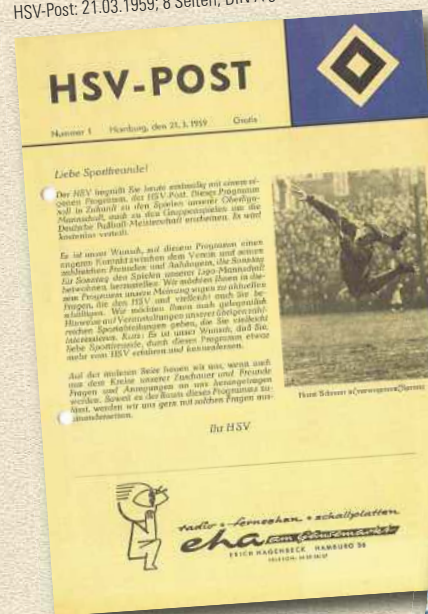 HSV-Post: 21.03.1959; 8 Seiten, DIN A5
HSV-POST
Nummer 1 Hamburg, den 21. 3. 1959 Gratis
Liebe Sportfreunde!
Der HSV begrüßt Sie heute erstmalig mit einem ei-
genen Programm, der HSV-Post. Dieses Programm
soll in Zukunft zu den Spielen unserer Oberliga-
Mannschaft, auch zu den Gruppenspielen um die
Deutsche Fußball-Meisterschaft erscheinen. Es wird
kostenlos verteilt.
Es ist unser Wunsch, mit diesem Programm einen
engeren Kontakt zwischen dem Verein und seinen
zahlreichen Freunden und Anhängern, die Sonntag
für Sonntag den Spielen unserer Liga-Mannschaft
beiwohnen, herzustellen. Wir möchten Ihnen in die-
sem Programm unsere Meinung sagen zu aktuellen
Fragen, die den HSV und vielleicht auch Sie be-
schäftigen. Wir möchten Ihnen auch gelegentlich
Hinweise auf Veranstaltungen unserer übrigen zahl-
reichen Sportabteilungen geben, die Sie vielleicht
interessieren. Kurz: Es ist unser Wunsch, daß Sie,
liebe Sportfreunde, durch dieses Programm etwas
mehr vom HSV erfahren und kennenlernen.
Auf der anderen Seite freuen wir uns, wenn auch
aus dem Kreise unserer Zuschauer und Freunde
Fragen und Anregungen an uns herangetragen
werden. Soweit es der Raum dieses Programms zu-
lässt, werden wir uns gern mit solchen Fragen aus-
einandersetzen.
Ihr HSV
Horst Schnoor in
radio + fernsehen + schallplatten
eha am Gänsemarkt
ERICH HAGENBECK HAMBURG 36
TELEFON: